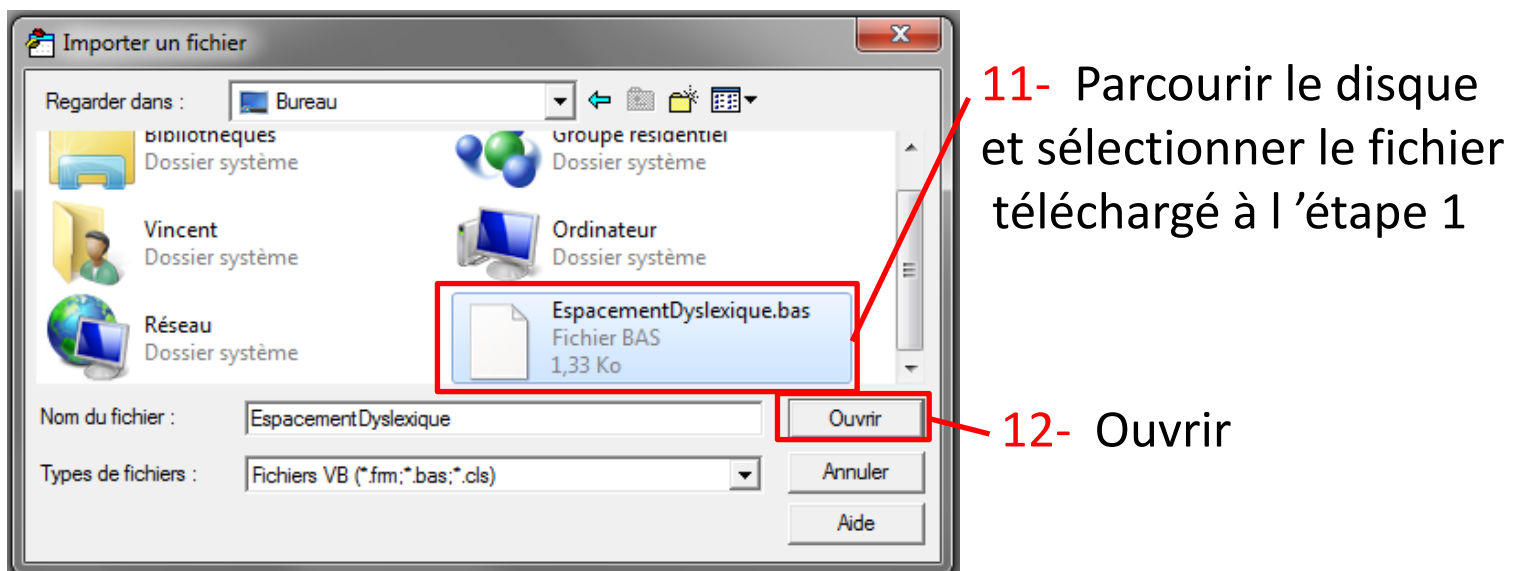 Importer un fichier
x
Regarder dans :
Bureau
Bibliothèques
Dossier système
Groupe résidentiel
Dossier système
Vincent
Dossier système
Ordinateur
Dossier système
Réseau
Dossier système
EspacementDyslexique.bas
Fichier BAS
1,33 Ko
Nom du fichier :
EspacementDyslexique
Ouvrir
Types de fichiers :
Fichiers VB (*.frm;*.bas;*.cls)
Annuler
Aide
11- Parcourir le disque
et sélectionner le fichier
téléchargé à l ’étape 1
12- Ouvrir